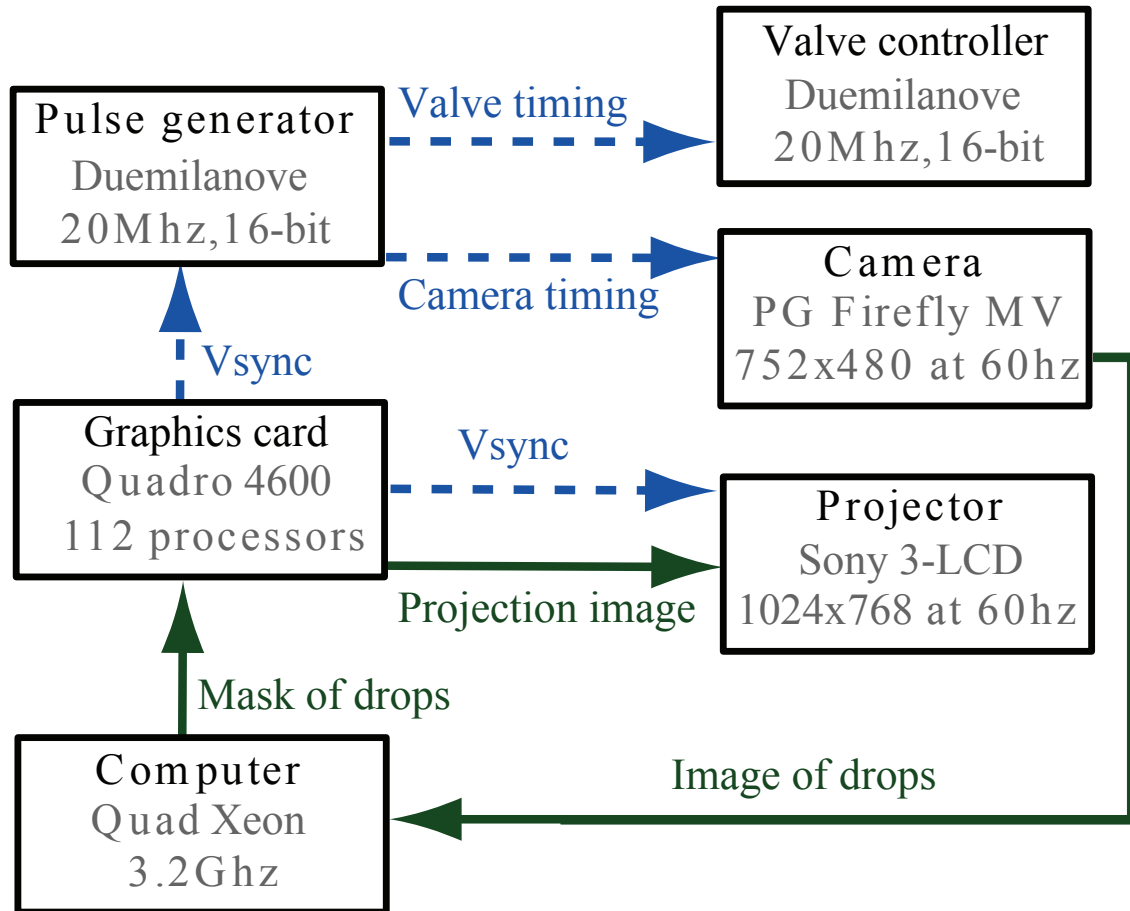 Valve controller
Duemilanove
20Mhz,16-bit
Valve timing
Pulse generator
Duemilanove
20Mhz,16-bit
Camera timing
Camera
PG Firefly MV
752x480 at 60hz
Vsync
Graphics card
Quadro 4600
112 processors
Vsync
Projection image
Projector
Sony 3-LCD
1024x768 at 60hz
Mask of drops
Image of drops
Computer
Quad Xeon
3.2Ghz